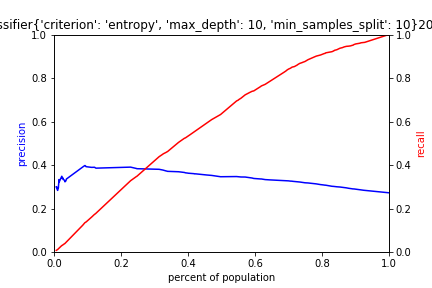 ssifier{'criterion': 'entropy', 'max_depth': 10, 'min_samples_split': 10}20
1.0 1.0
0.8 0.8
precision recall
0.6 0.6
0.4 0.4
0.2 0.2
0.0 0.0
0.0 0.2 0.4 0.6 0.8 1.0
percent of population